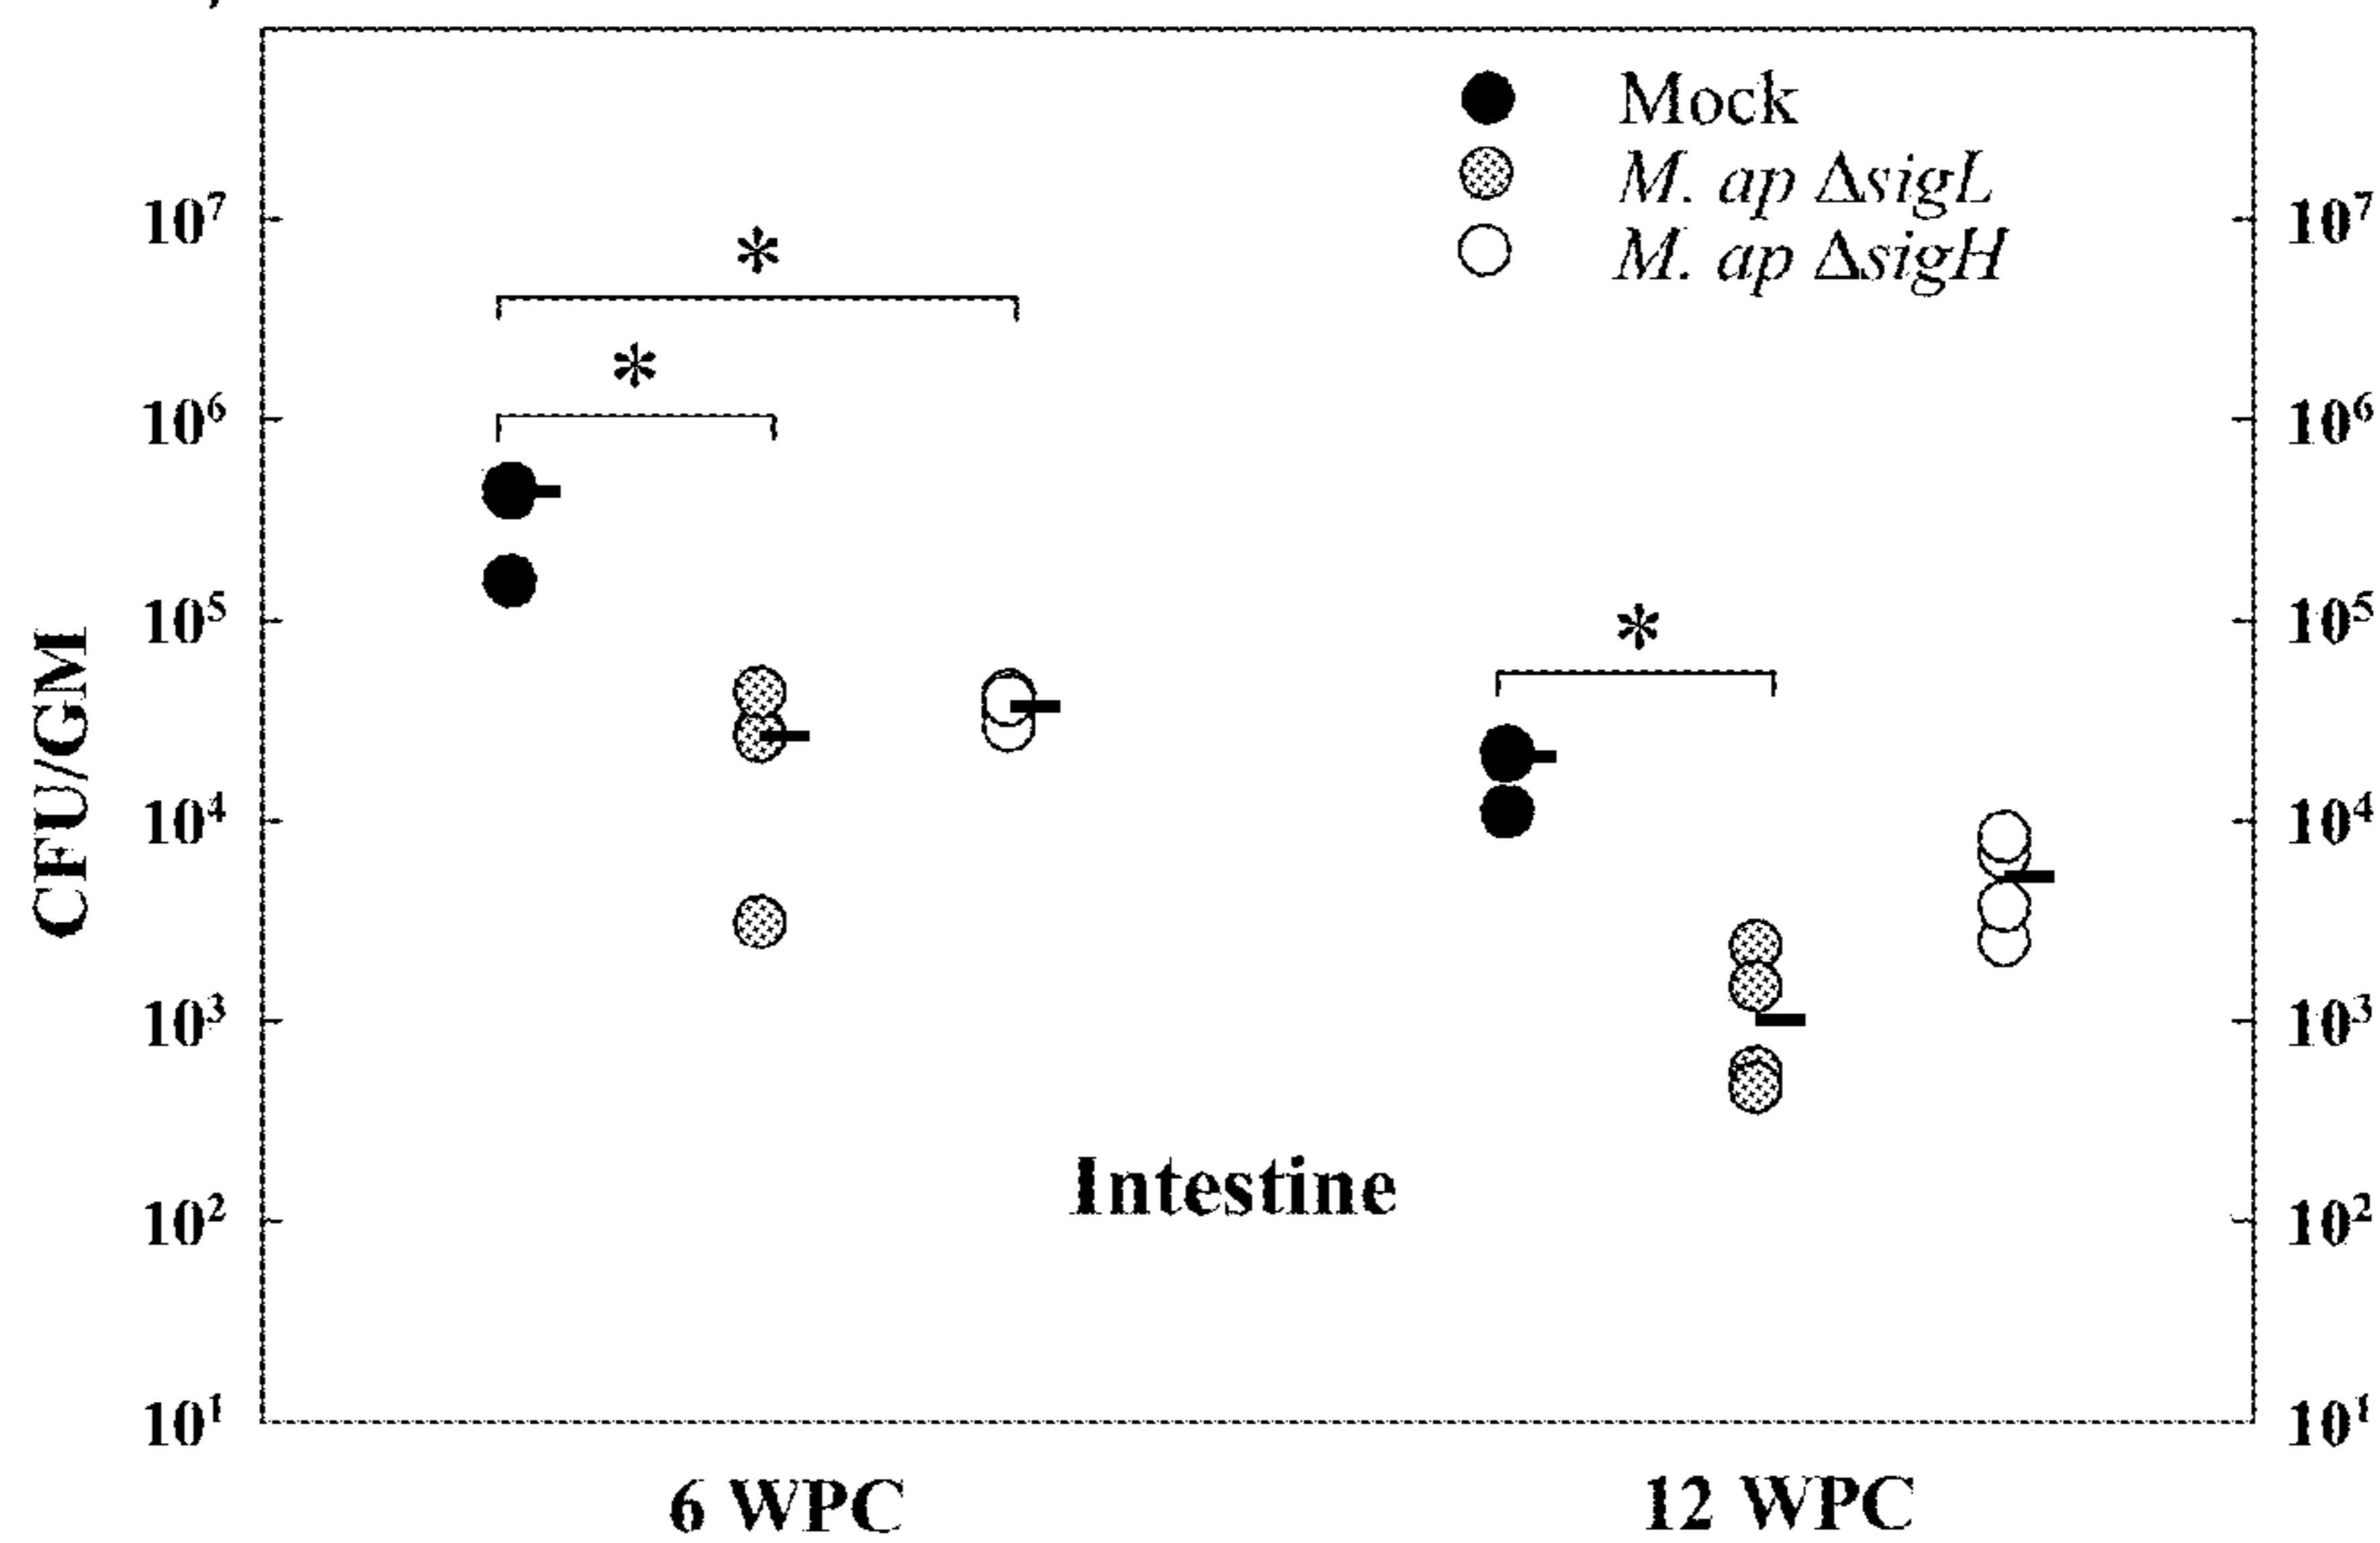 Mock
M. ap ΔsigL
M. ap ΔsigH
10⁷ 10⁷
*
*
10⁶ 10⁶
10⁵ * 10⁵
10⁴ 10⁴
10³ 10³
10² 10²
10¹ 10¹
CFU/GM
Intestine
6 WPC 12 WPC